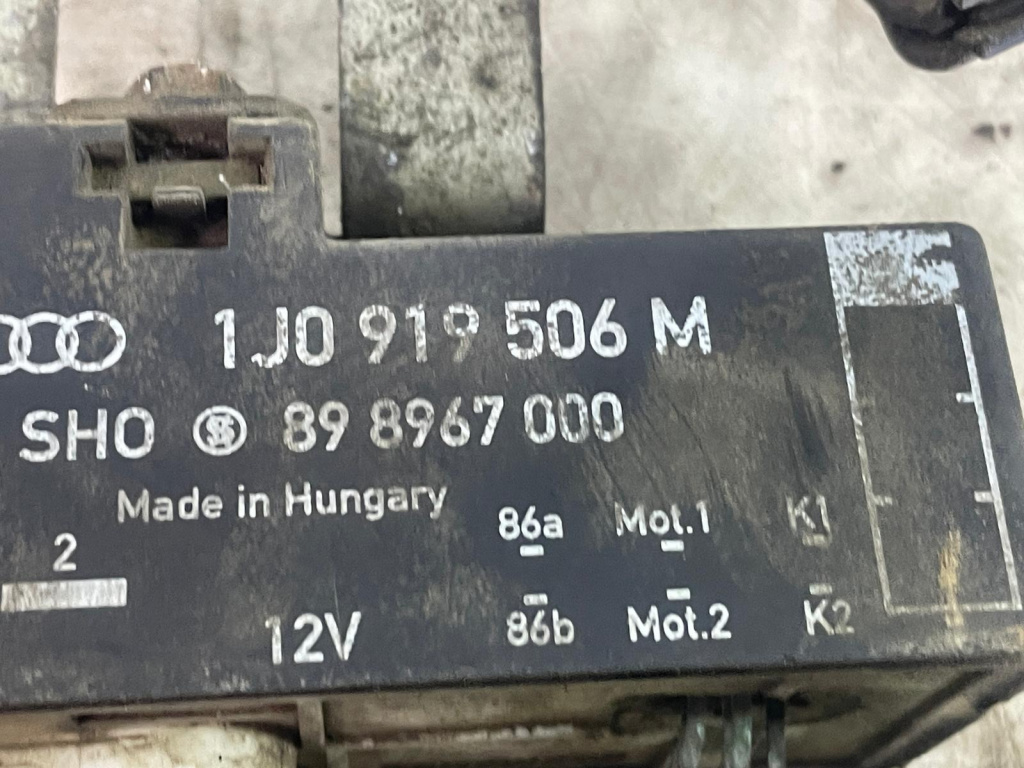 1J0 919 506 M
SHO 89 8967 000
Made in Hungary
2
86a Mot.1 K1
12V
86b Mot.2 K2